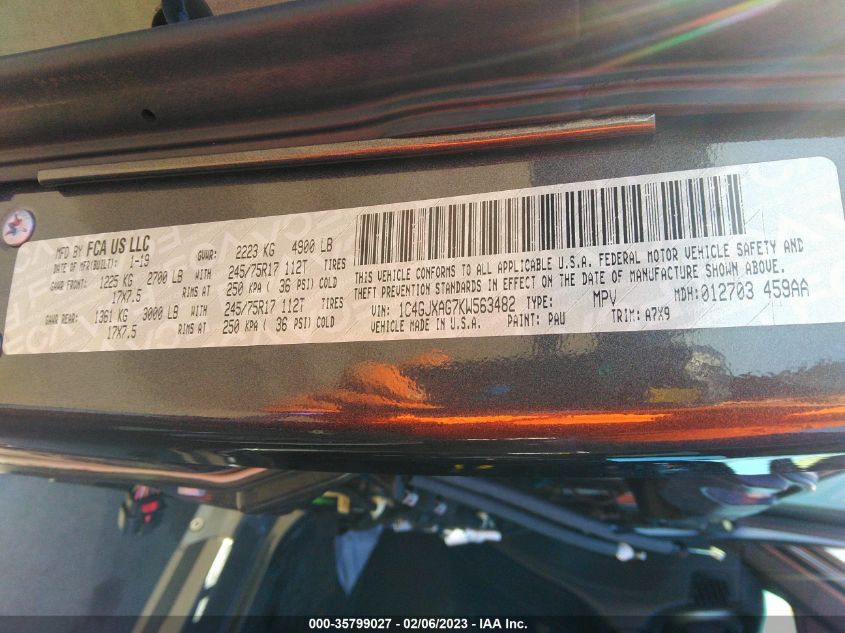 MFD BY FCA US LLC
DATE OF MFR(BUILT): 1-19 GVWR: 2223 KG 4900 LB
GAWR FRONT: 1225 KG 2700 LB WITH 245/75R17 112T TIRES
17X7.5 RIMS AT 250 KPA ( 36 PSI) COLD
GAWR REAR: 1361 KG 3000 LB WITH 245/75R17 112T TIRES
17X7.5 RIMS AT 250 KPA ( 36 PSI) COLD
THIS VEHICLE CONFORMS TO ALL APPLICABLE U.S.A. FEDERAL MOTOR VEHICLE SAFETY AND
THEFT PREVENTION STANDARDS IN EFFECT ON THE DATE OF MANUFACTURE SHOWN ABOVE.
VIN: 1C4GJXAG7KW563482 TYPE: MPV MDH:012703 459AA
VEHICLE MADE IN U.S.A. PAINT: PAU TRIM: A7X9
000-35799027 - 02/06/2023 - IAA Inc.